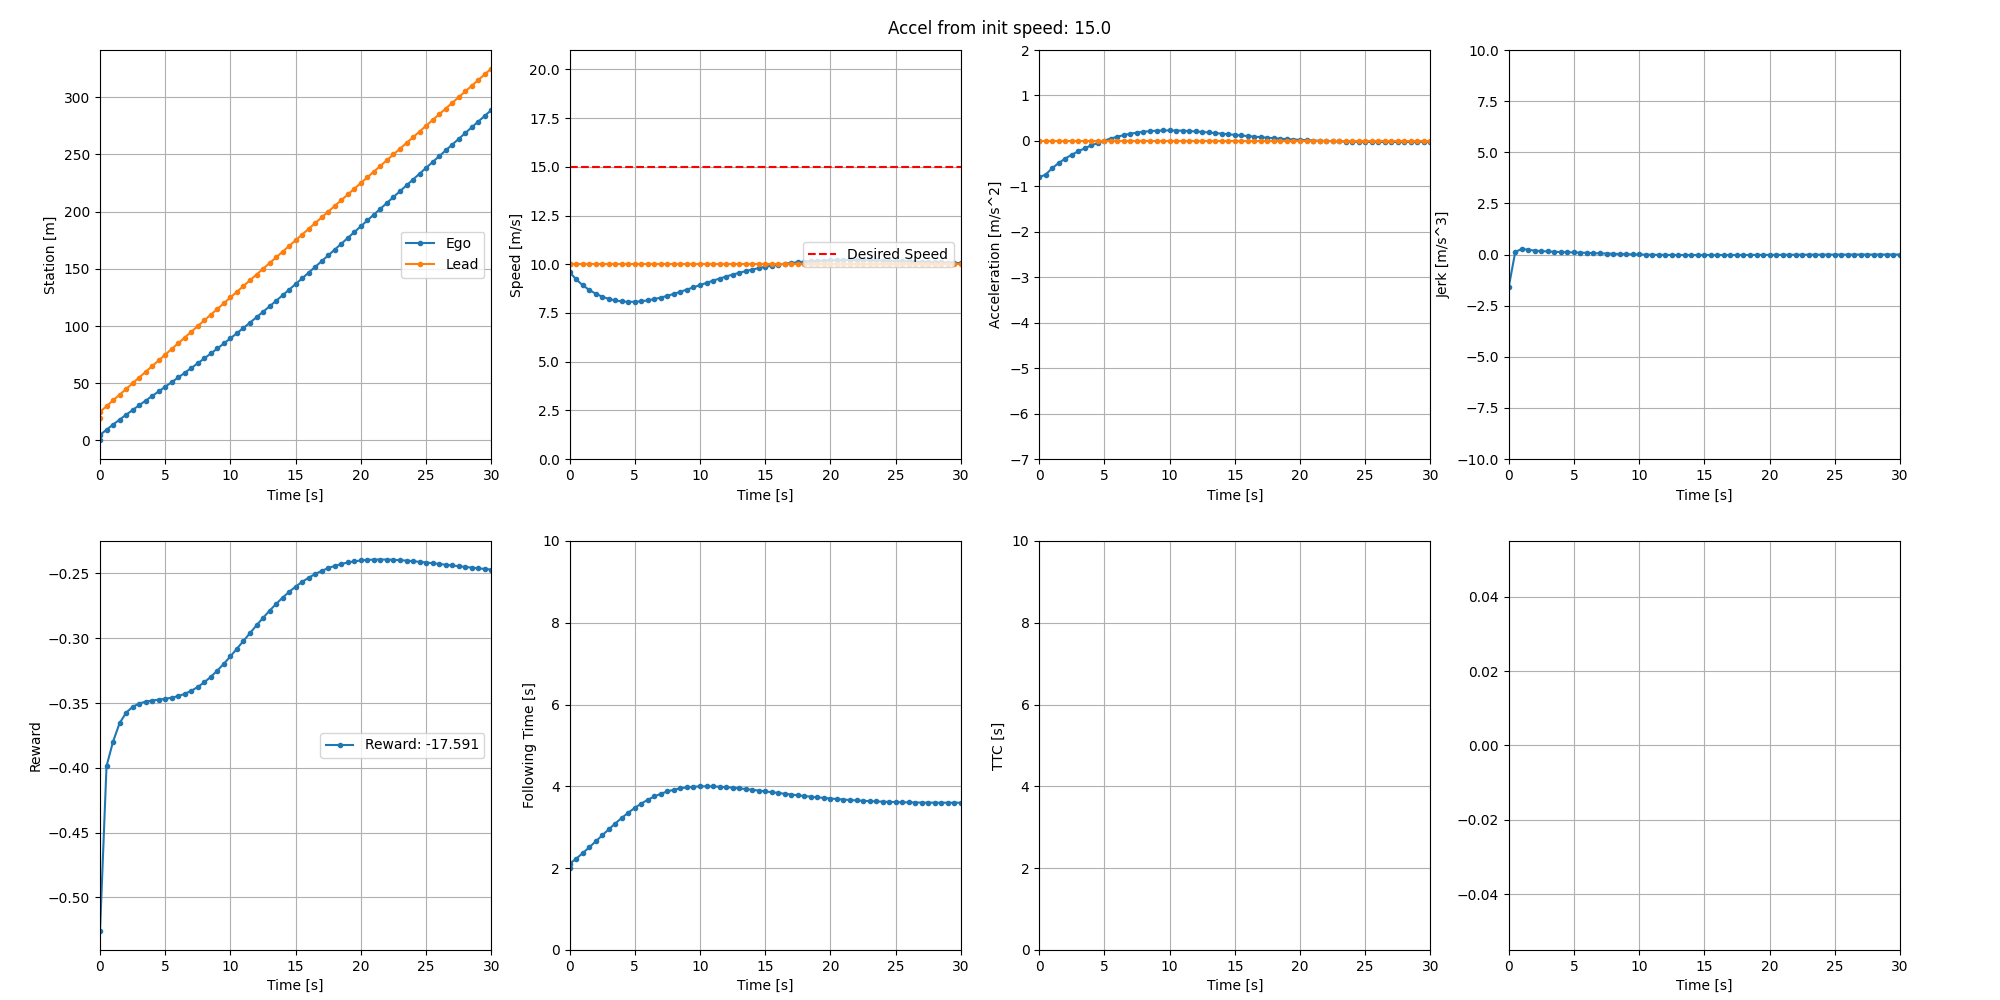 Accel from init speed: 15.0
Station [m]
300
250
200
150
100
50
0
Ego
Lead
0 5 10 15 20 25 30
Time [s]
Speed [m/s]
20.0
17.5
15.0
12.5
10.0
7.5
5.0
2.5
0.0
Desired Speed
0 5 10 15 20 25 30
Time [s]
Acceleration [m/s^2]
2
1
0
−1
−2
−3
−4
−5
−6
−7
0 5 10 15 20 25 30
Time [s]
Jerk [m/s^3]
10.0
7.5
5.0
2.5
0.0
−2.5
−5.0
−7.5
−10.0
0 5 10 15 20 25 30
Time [s]
Reward
−0.25
−0.30
−0.35
−0.40
−0.45
−0.50
Reward: -17.591
0 5 10 15 20 25 30
Time [s]
Following Time [s]
10
8
6
4
2
0
0 5 10 15 20 25 30
Time [s]
TTC [s]
10
8
6
4
2
0
0 5 10 15 20 25 30
Time [s]
0.04
0.02
0.00
−0.02
−0.04
0 5 10 15 20 25 30
Time [s]